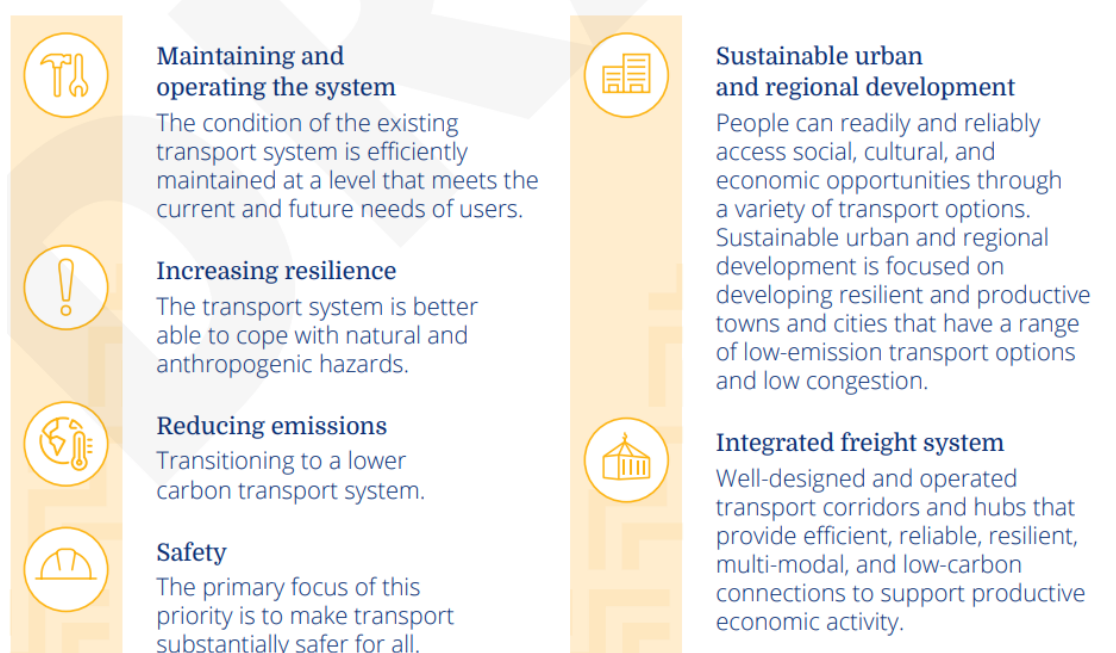 Maintaining and
operating the system
The condition of the existing
transport system is efficiently
maintained at a level that meets the
current and future needs of users.
Increasing resilience
The transport system is better
able to cope with natural and
anthropogenic hazards.
Reducing emissions
Transitioning to a lower
carbon transport system.
Safety
The primary focus of this
priority is to make transport
substantially safer for all.
Sustainable urban
and regional development
People can readily and reliably
access social, cultural, and
economic opportunities through
a variety of transport options.
Sustainable urban and regional
development is focused on
developing resilient and productive
towns and cities that have a range
of low-emission transport options
and low congestion.
Integrated freight system
Well-designed and operated
transport corridors and hubs that
provide efficient, reliable, resilient,
multi-modal, and low-carbon
connections to support productive
economic activity.